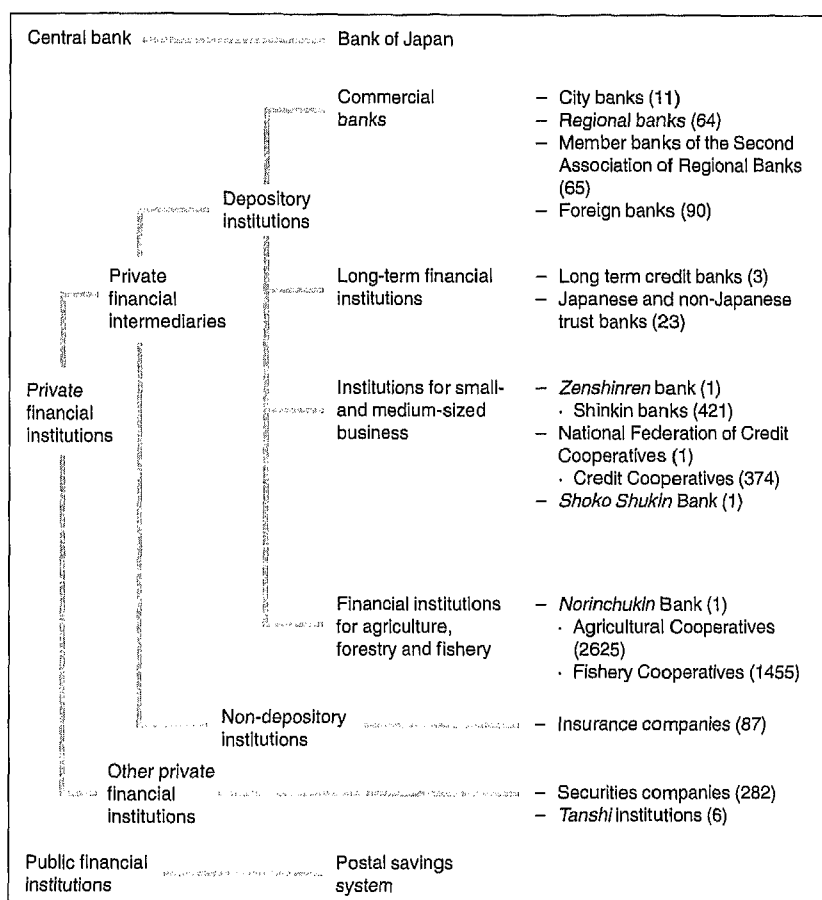 Central bank
Bank of Japan
Commercial
banks
– City banks (11)
– Regional banks (64)
– Member banks of the Second
Association of Regional Banks
(65)
– Foreign banks (90)
Depository
institutions
Private
financial
intermediaries
Long-term financial
institutions
– Long term credit banks (3)
– Japanese and non-Japanese
trust banks (23)
Private
financial
institutions
Institutions for small-
and medium-sized
business
– Zenshinren bank (1)
· Shinkin banks (421)
– National Federation of Credit
Cooperatives (1)
· Credit Cooperatives (374)
– Shoko Shukin Bank (1)
Financial institutions
for agriculture,
forestry and fishery
– Norinchukin Bank (1)
· Agricultural Cooperatives
(2625)
· Fishery Cooperatives (1455)
Non-depository
institutions
– Insurance companies (87)
Other private
financial
institutions
– Securities companies (282)
– Tanshi institutions (6)
Public financial
institutions
Postal savings
system